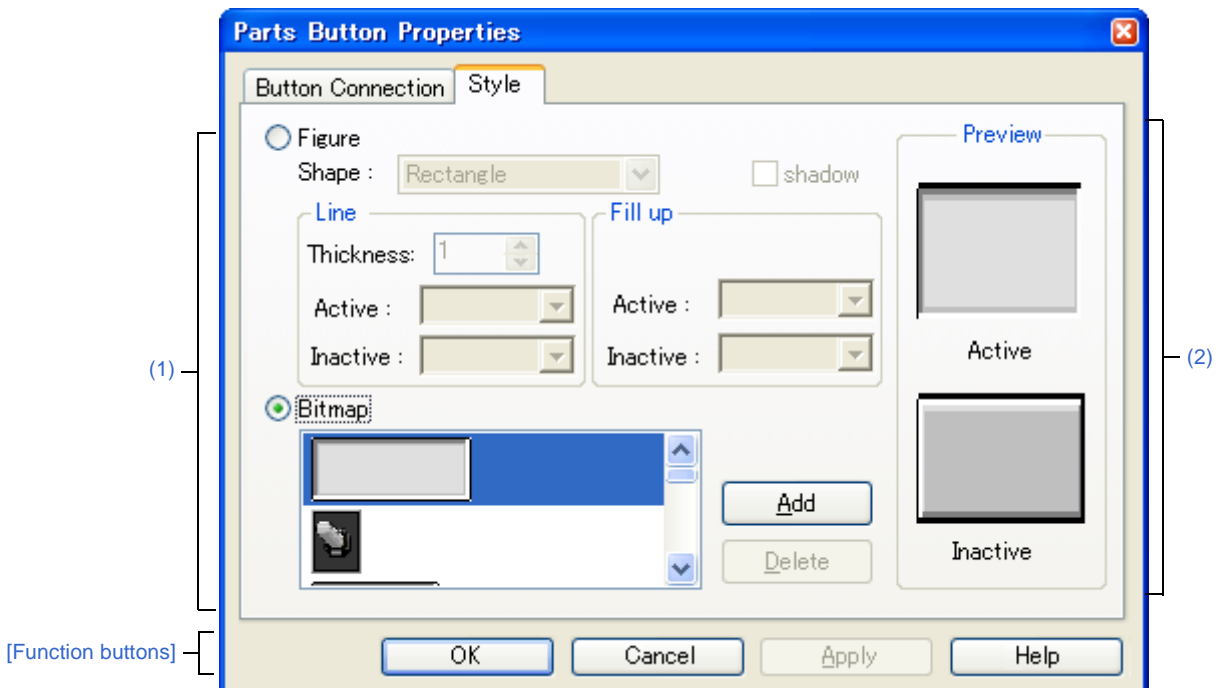 Parts Button Properties
Button Connection Style
Figure
Shape : Rectangle shadow
Line
Thickness: 1
Active :
Inactive :
Fill up
Active :
Inactive :
Bitmap
Add
Delete
Preview
Active
Inactive
(1)
(2)
[Function buttons]
OK Cancel Apply Help